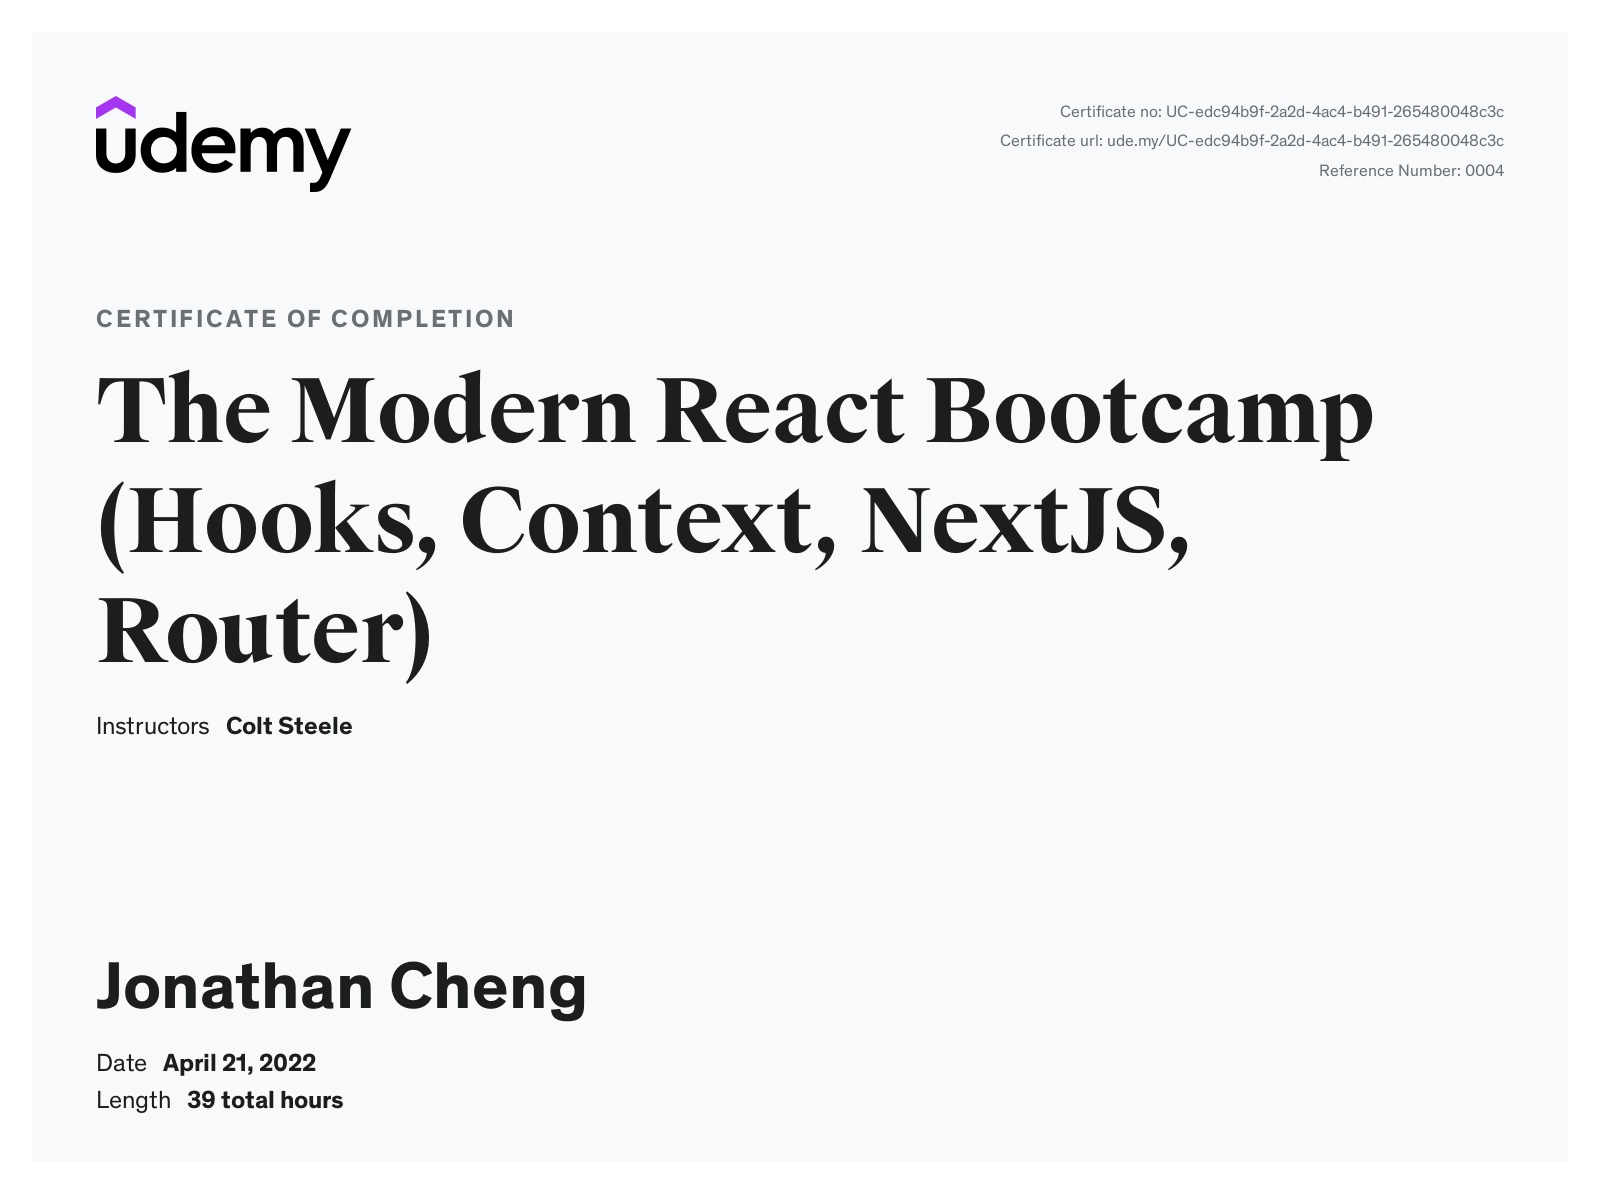 udemy
Certificate no: UC-edc94b9f-2a2d-4ac4-b491-265480048c3c
Certificate url: ude.my/UC-edc94b9f-2a2d-4ac4-b491-265480048c3c
Reference Number: 0004
CERTIFICATE OF COMPLETION
The Modern React Bootcamp
(Hooks, Context, NextJS,
Router)
Instructors Colt Steele
Jonathan Cheng
Date April 21, 2022
Length 39 total hours